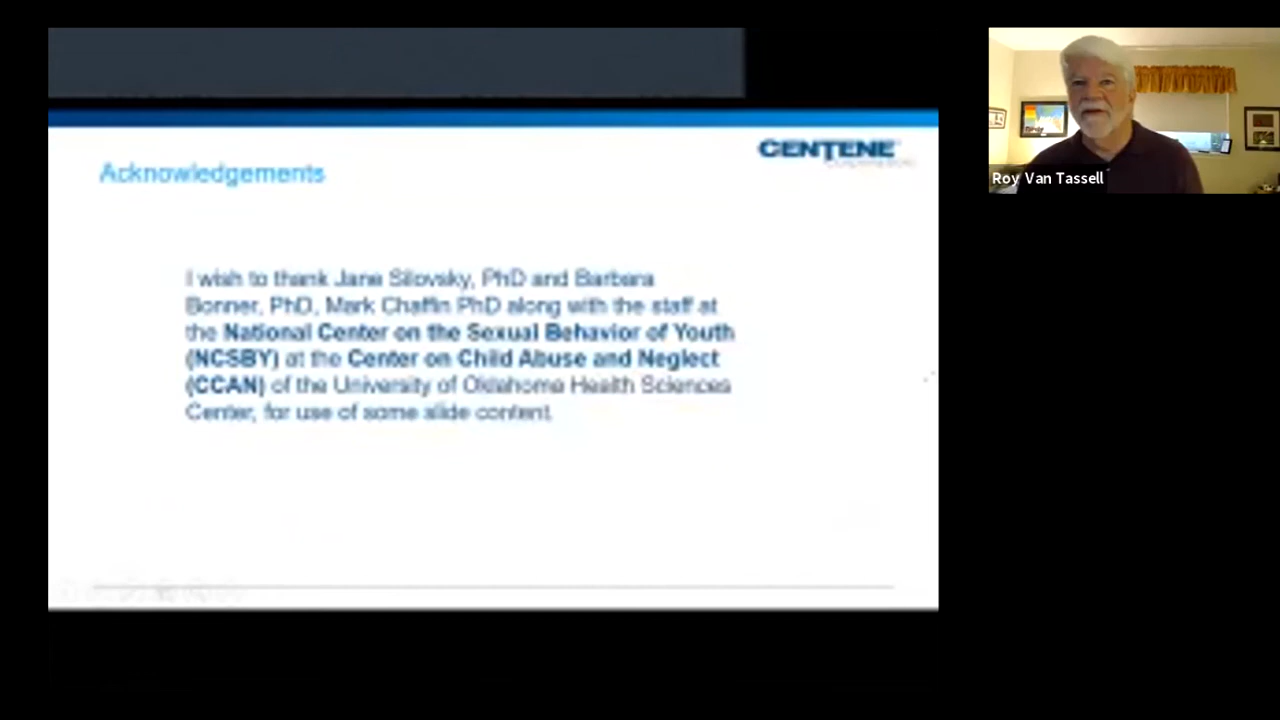 CENTENE
Acknowledgements
I wish to thank Jane Silovsky, PhD and Barbara
Bonner, PhD, Mark Chaffin PhD along with the staff at
the National Center on the Sexual Behavior of Youth
(NCSBY) at the Center on Child Abuse and Neglect
(CCAN) of the University of Oklahoma Health Sciences
Center, for use of some slide content.
Roy Van Tassell